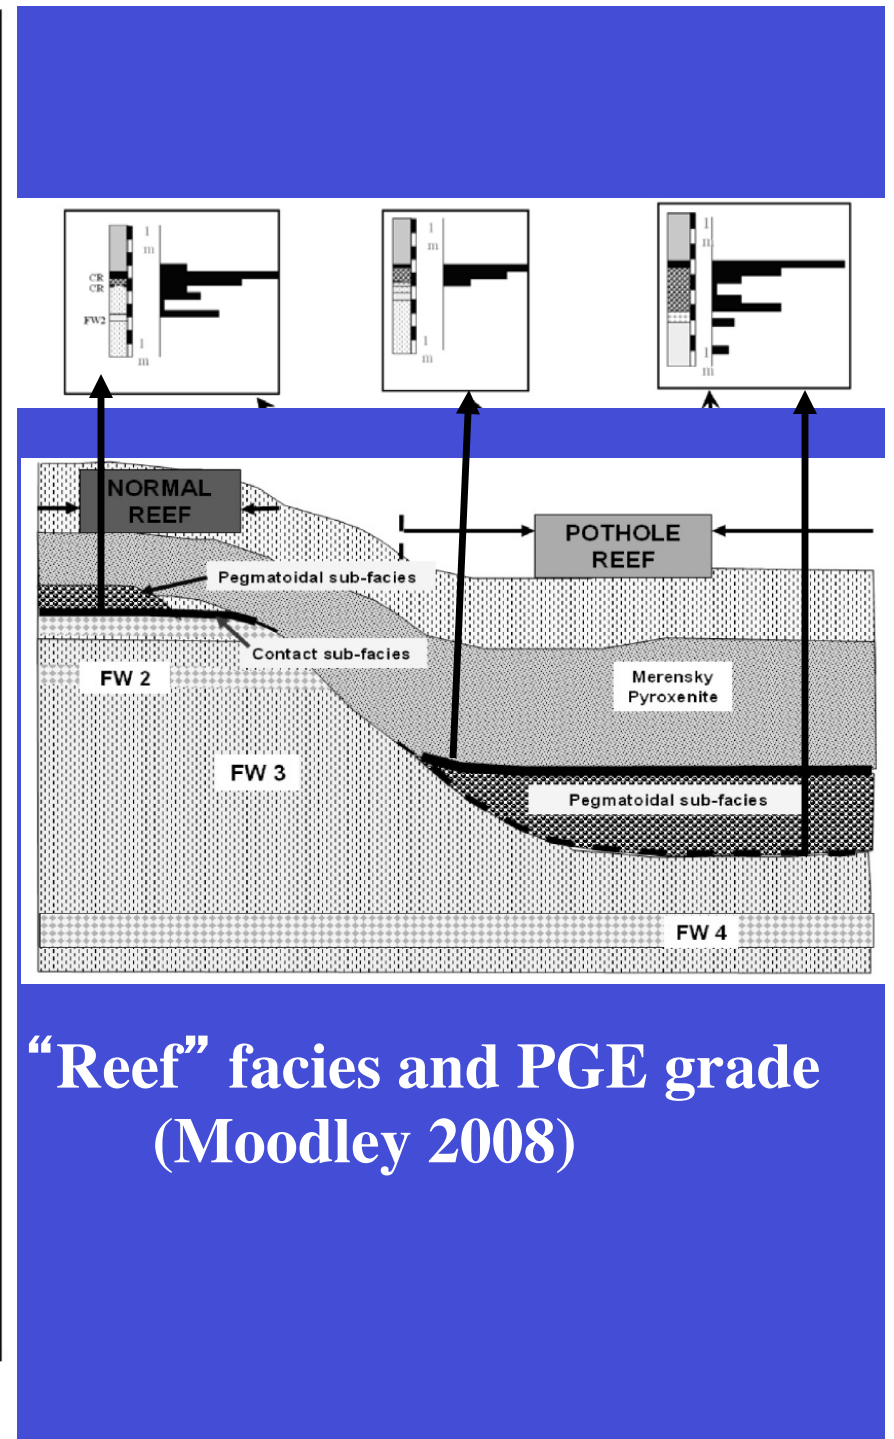 1
m
CR
CR
FW2
1
m
1
m
1
m
1
m
1
m
NORMAL
REEF
POTHOLE
REEF
Pegmatoidal sub-facies
Contact sub-facies
FW 2
Merensky
Pyroxenite
FW 3
Pegmatoidal sub-facies
FW 4
“Reef” facies and PGE grade
(Moodley 2008)